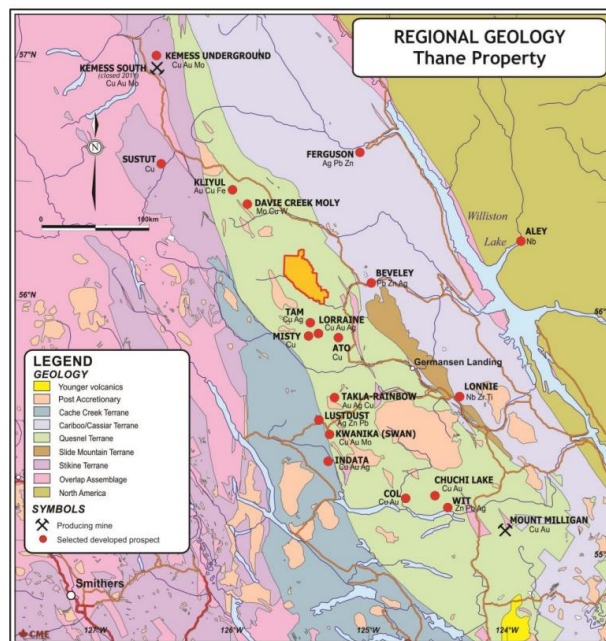 REGIONAL GEOLOGY
Thane Property
57°N
KEMESS UNDERGROUND
Cu Au Mo
KEMESS SOUTH
(closed 2011)
Cu Au Mo
N
SUSTUT
Cu
FERGUSON
Ag Pb Zn
KLIYUL
Au Cu Fe
DAVIE CREEK MOLY
Mo Cu W
0
100km
Williston
Lake
ALEY
Nb
BEVELEY
Pb Zn Ag
56°N
56°
TAM
Cu Ag
LORRAINE
Cu Au Ag
MISTY
Cu
ATO
Cu
Germansen Landing
LEGEND
GEOLOGY
Younger volcanics
Post Accretionary
Cache Creek Terrane
Cariboo/Cassiar Terrane
Quesnel Terrane
Slide Mountain Terrane
Stikine Terrane
Overlap Assemblage
North America
SYMBOLS
Producing mine
Selected developed prospect
TAKLA-RAINBOW
Au Ag Cu
LONNIE
Nb Zr Ti
LUSTDUST
Ag Zn Pb
KWANIKA (SWAN)
Cu Au Mo
INDATA
Cu Au Ag
COL
Cu Au
CHUCHI LAKE
Cu Au
WIT
Zn Pb Ag
MOUNT MILLIGAN
Cu Au
55°
Smithers
CME
127°W
126°W
125°W
124°W